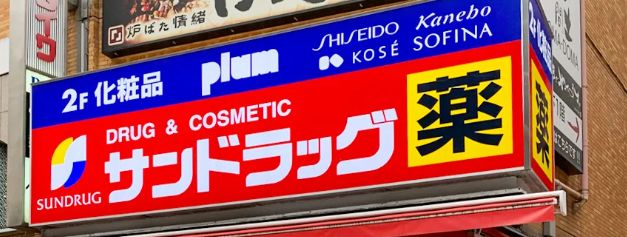 炉ばた情緒
2F 化粧品
plum
SHISEIDO
Kanebo
KOSÉ
SOFINA
DRUG & COSMETIC
サンドラッグ
SUNDRUG
薬
薬